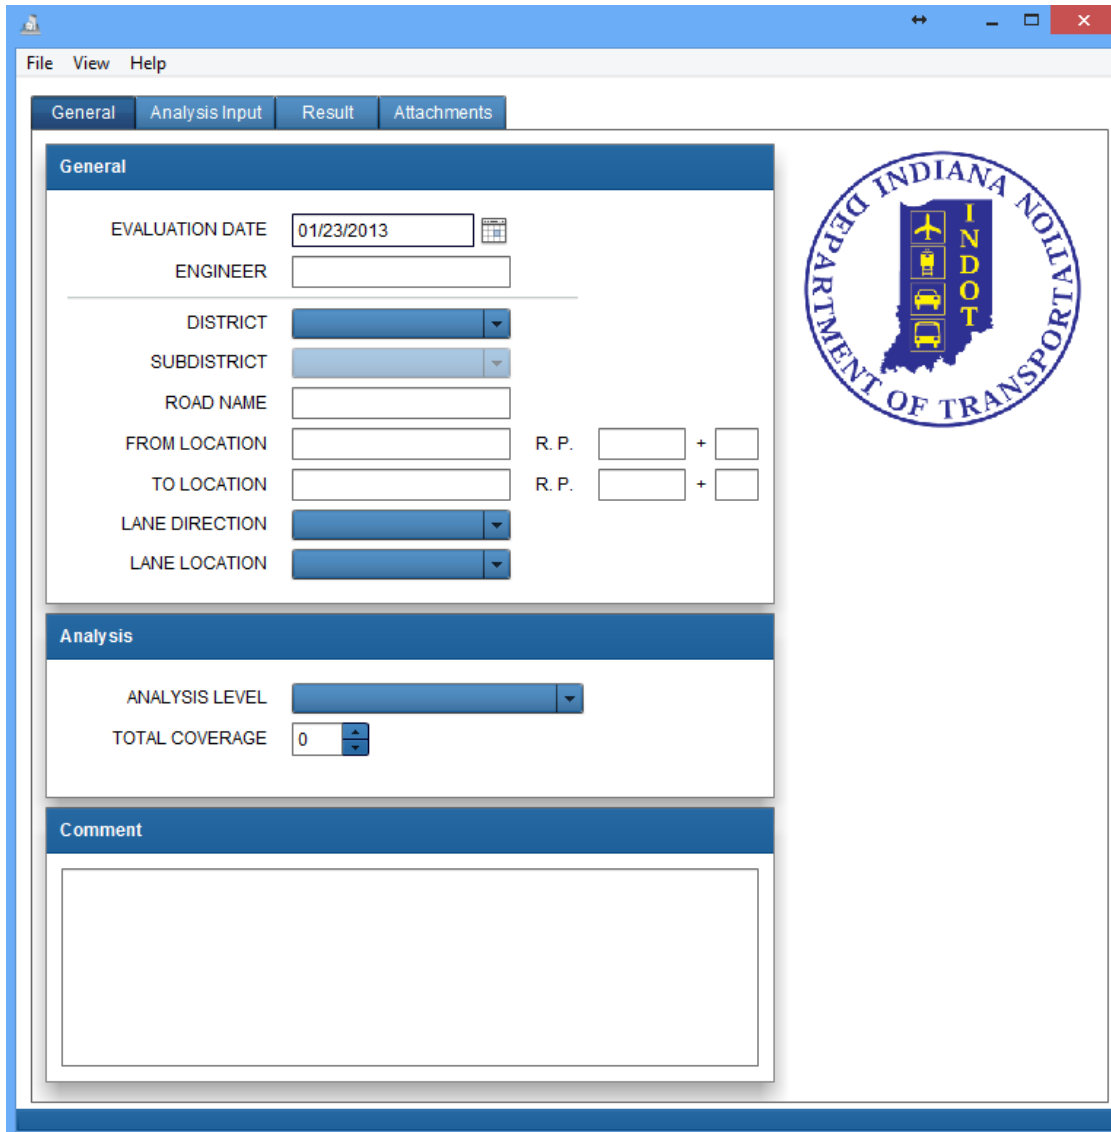 File View Help
General Analysis Input Result Attachments
General
EVALUATION DATE 01/23/2013
ENGINEER
DISTRICT
SUBDISTRICT
ROAD NAME
FROM LOCATION R. P. +
TO LOCATION R. P. +
LANE DIRECTION
LANE LOCATION
INDIANA DEPARTMENT OF TRANSPORTATION
INDOT
Analysis
ANALYSIS LEVEL
TOTAL COVERAGE 0
Comment